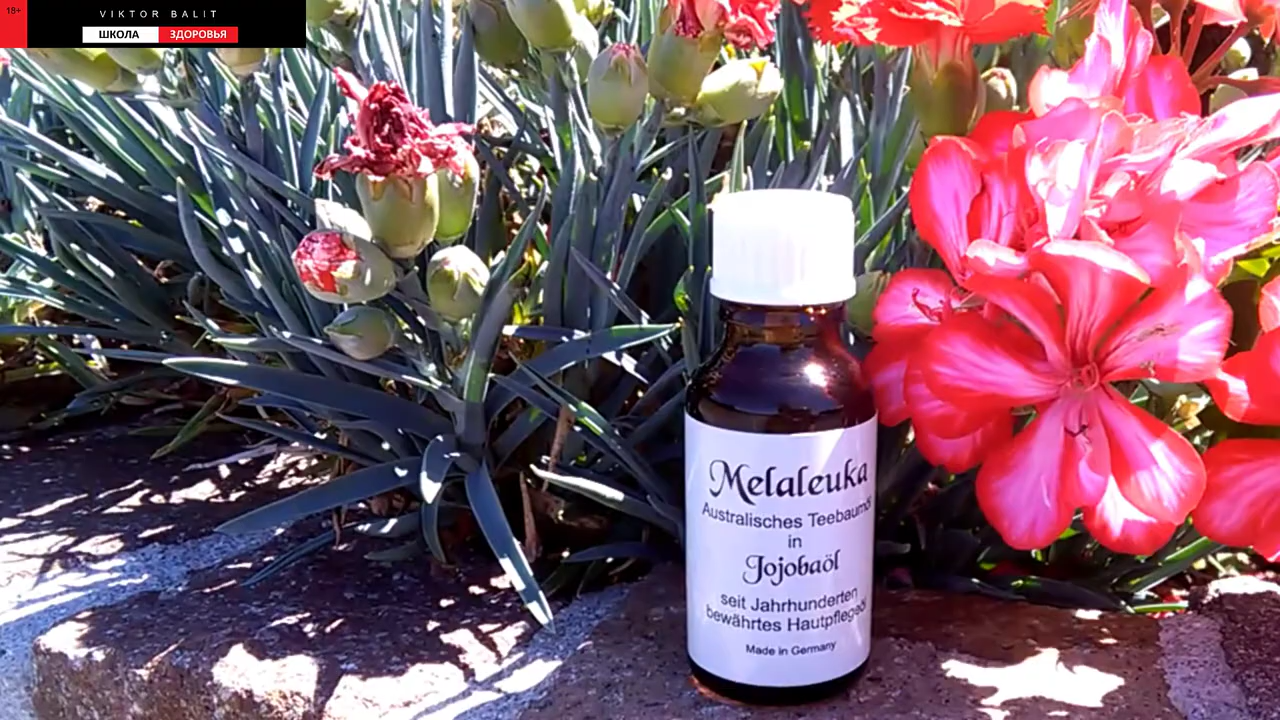 18+
VIKTOR BALIT
ШКОЛА ЗДОРОВЬЯ
Melaleuka
Australisches Teebaumöl
in
Jojobaöl
seit Jahrhunderten
bewährtes Hautpflegeöl
Made in Germany